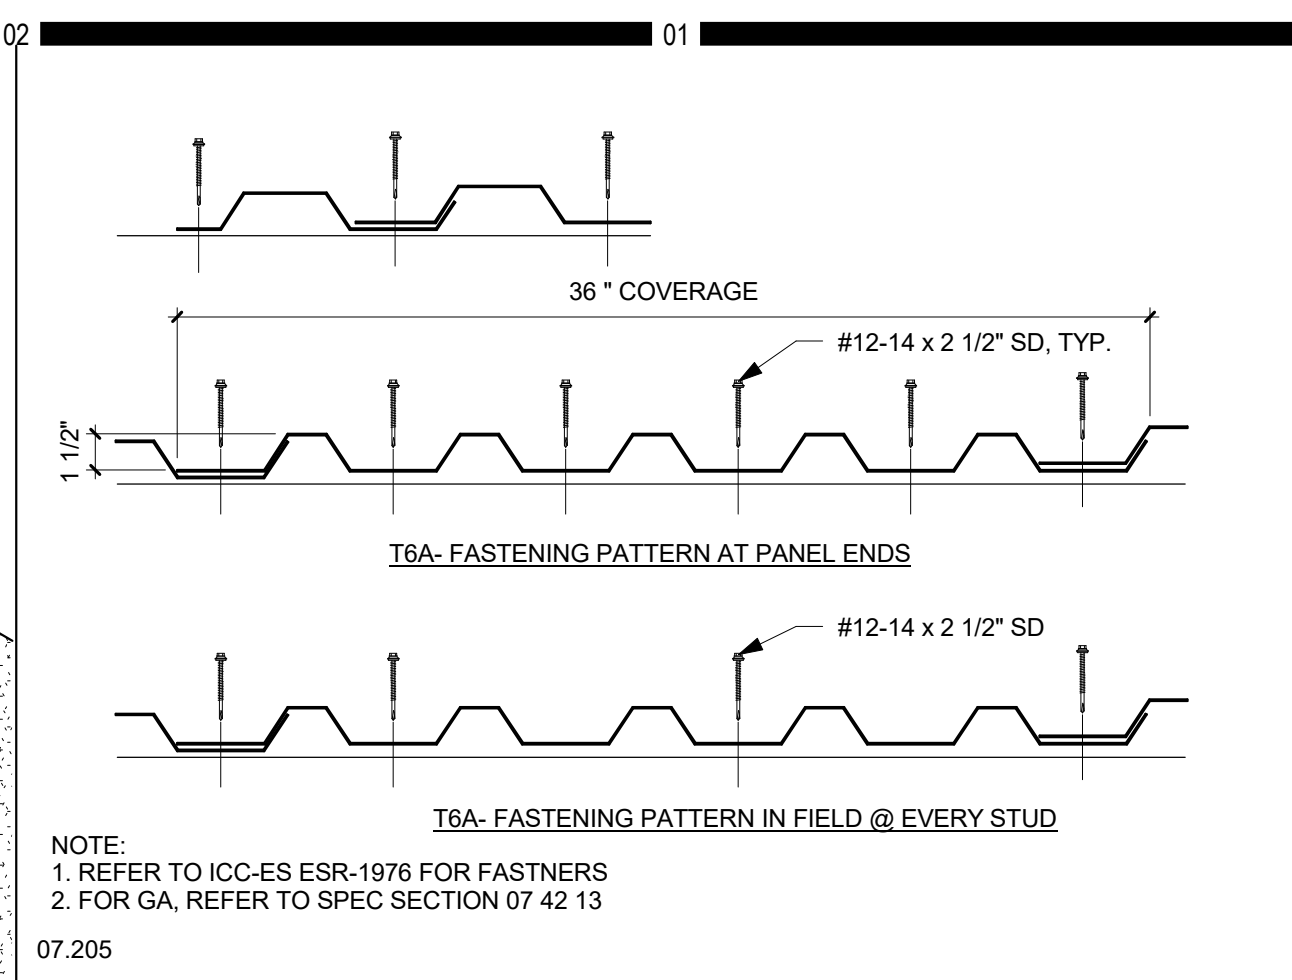 02
01
36 " COVERAGE
#12-14 x 2 1/2" SD, TYP.
1 1/2"
T6A- FASTENING PATTERN AT PANEL ENDS
#12-14 x 2 1/2" SD
T6A- FASTENING PATTERN IN FIELD @ EVERY STUD
NOTE:
1. REFER TO ICC-ES ESR-1976 FOR FASTNERS
2. FOR GA, REFER TO SPEC SECTION 07 42 13
07.205